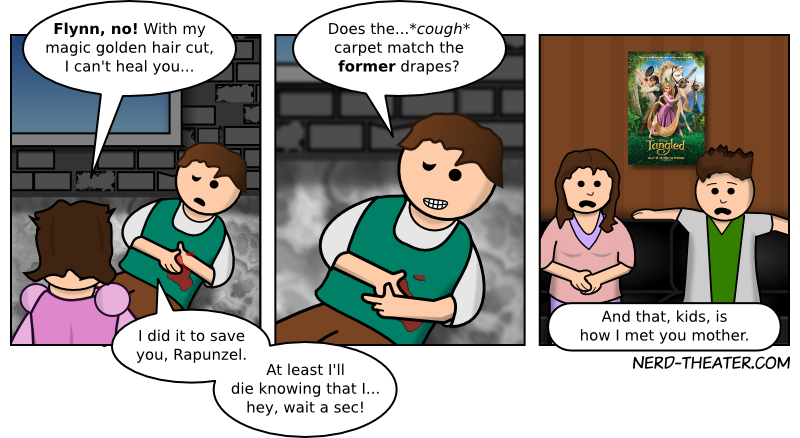 Flynn, no! With my
magic golden hair cut,
I can't heal you...
I did it to save
you, Rapunzel.
At least I'll
die knowing that I...
hey, wait a sec!
Does the...*cough*
carpet match the
former drapes?
Tangled
And that, kids, is
how I met you mother.
NERD-THEATER.COM